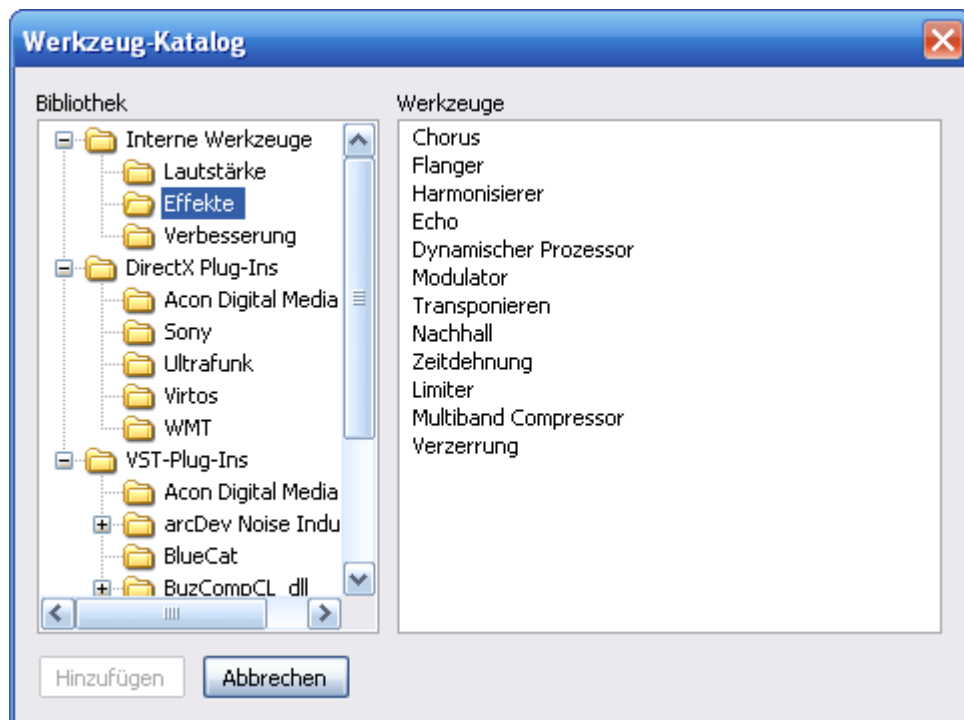 Werkzeug-Katalog
Bibliothek
Interne Werkzeuge
Lautstärke
Effekte
Verbesserung
DirectX Plug-Ins
Acon Digital Media
Sony
Ultrafunk
Virtos
WMT
VST-Plug-Ins
Acon Digital Media
arcDev Noise Indu
BlueCat
BuzCompCL_dll
Werkzeuge
Chorus
Flanger
Harmonisierer
Echo
Dynamischer Prozessor
Modulator
Transponieren
Nachhall
Zeitdehnung
Limiter
Multiband Compressor
Verzerrung
Hinzufügen
Abbrechen